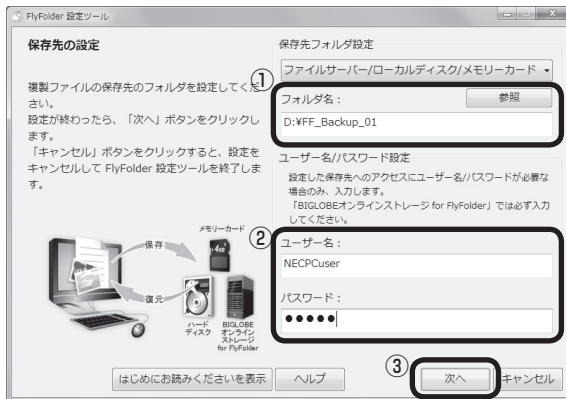 FlyFolder 設定ツール
保存先の設定
複製ファイルの保存先のフォルダを設定してくだ
さい。
設定が終わったら、「次へ」ボタンをクリックし
ます。
「キャンセル」ボタンをクリックすると、設定を
キャンセルして FlyFolder 設定ツールを終了しま
す。
保存
復元
メモリーカード
4GB
ハード
ディスク
BIGLOBE
オンライン
ストレージ
for FlyFolder
保存先フォルダ設定
ファイルサーバー/ローカルディスク/メモリーカード
①
フォルダ名：
参照
D:¥FF_Backup_01
ユーザー名/パスワード設定
設定した保存先へのアクセスにユーザー名/パスワードが必要な
場合のみ、入力します。
「BIGLOBEオンラインストレージ for FlyFolder」では必ず入力
してください。
②
ユーザー名：
NECPCuser
パスワード：
●●●●●
はじめにお読みくださいを表示
ヘルプ
③
次へ
キャンセル